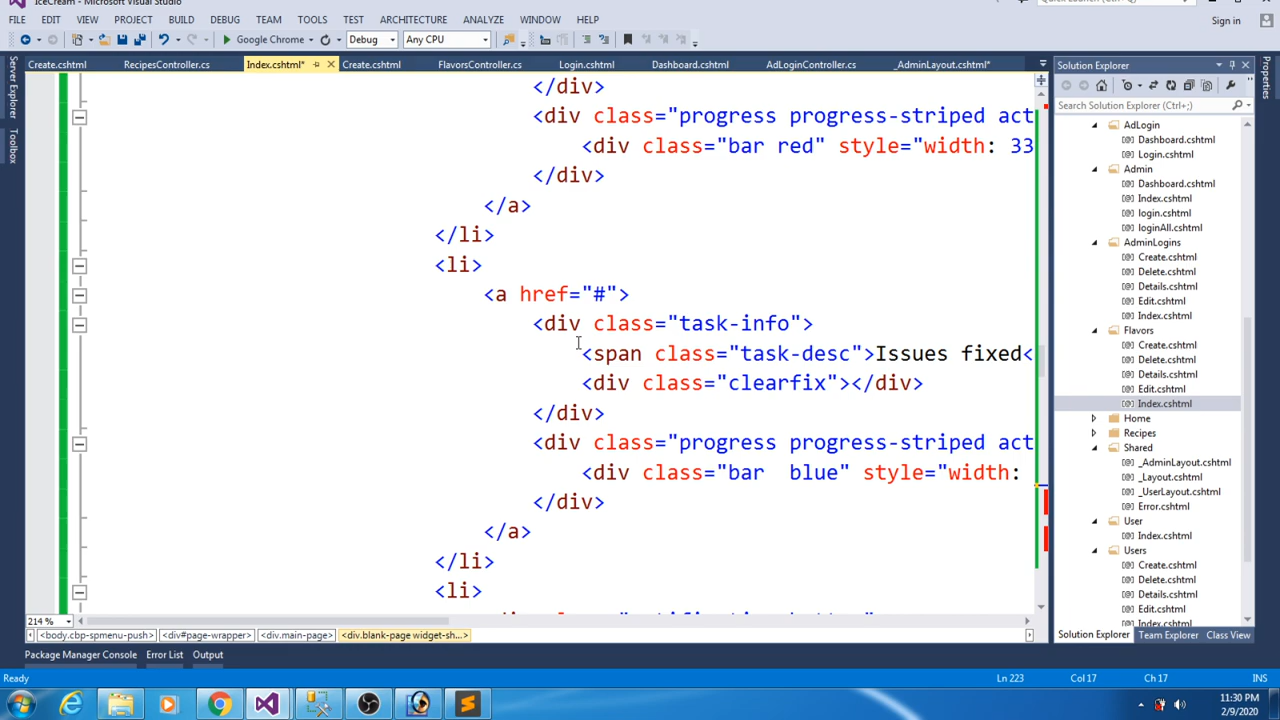 IceCream - Microsoft Visual Studio
Quick Launch (Ctrl+Q)
FILE EDIT VIEW PROJECT BUILD DEBUG TEAM TOOLS TEST ARCHITECTURE ANALYZE WINDOW HELP
Sign in
Google Chrome Debug Any CPU
Create.cshtml RecipesController.cs Index.cshtml* Create.cshtml FlavorsController.cs Login.cshtml Dashboard.cshtml AdLoginController.cs _AdminLayout.cshtml*
Server Explorer
Toolbox
</div>
<div class="progress progress-striped act
<div class="bar red" style="width: 33
</div>
</a>
</li>
<li>
<a href="#">
<div class="task-info">
<span class="task-desc">Issues fixed<
<div class="clearfix"></div>
</div>
<div class="progress progress-striped act
<div class="bar  blue" style="width:
</div>
</a>
</li>
<li>
214 %
<body.cbp-spmenu-push> <div#page-wrapper> <div.main-page> <div.blank-page widget-sh...>
Package Manager Console Error List Output
Solution Explorer
Search Solution Explorer (Ctrl+;)
AdLogin
Dashboard.cshtml
Login.cshtml
Admin
Dashboard.cshtml
Index.cshtml
login.cshtml
loginAll.cshtml
AdminLogins
Create.cshtml
Delete.cshtml
Details.cshtml
Edit.cshtml
Index.cshtml
Flavors
Create.cshtml
Delete.cshtml
Details.cshtml
Edit.cshtml
Index.cshtml
Home
Recipes
Shared
_AdminLayout.cshtml
_Layout.cshtml
_UserLayout.cshtml
Error.cshtml
User
Index.cshtml
Users
Create.cshtml
Delete.cshtml
Details.cshtml
Edit.cshtml
Index.cshtml
Solution Explorer Team Explorer Class View
Properties
Ready Ln 223 Col 17 Ch 17 INS
11:30 PM
2/9/2020